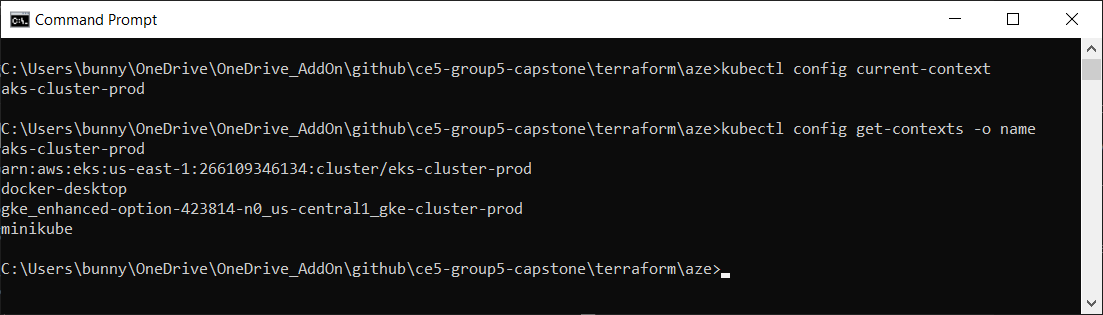 Command Prompt
C:\Users\bunny\OneDrive\OneDrive_AddOn\github\ce5-group5-capstone\terraform\aze>kubectl config current-context
aks-cluster-prod
C:\Users\bunny\OneDrive\OneDrive_AddOn\github\ce5-group5-capstone\terraform\aze>kubectl config get-contexts -o name
aks-cluster-prod
arn:aws:eks:us-east-1:266109346134:cluster/eks-cluster-prod
docker-desktop
gke_enhanced-option-423814-n0_us-central1_gke-cluster-prod
minikube
C:\Users\bunny\OneDrive\OneDrive_AddOn\github\ce5-group5-capstone\terraform\aze>